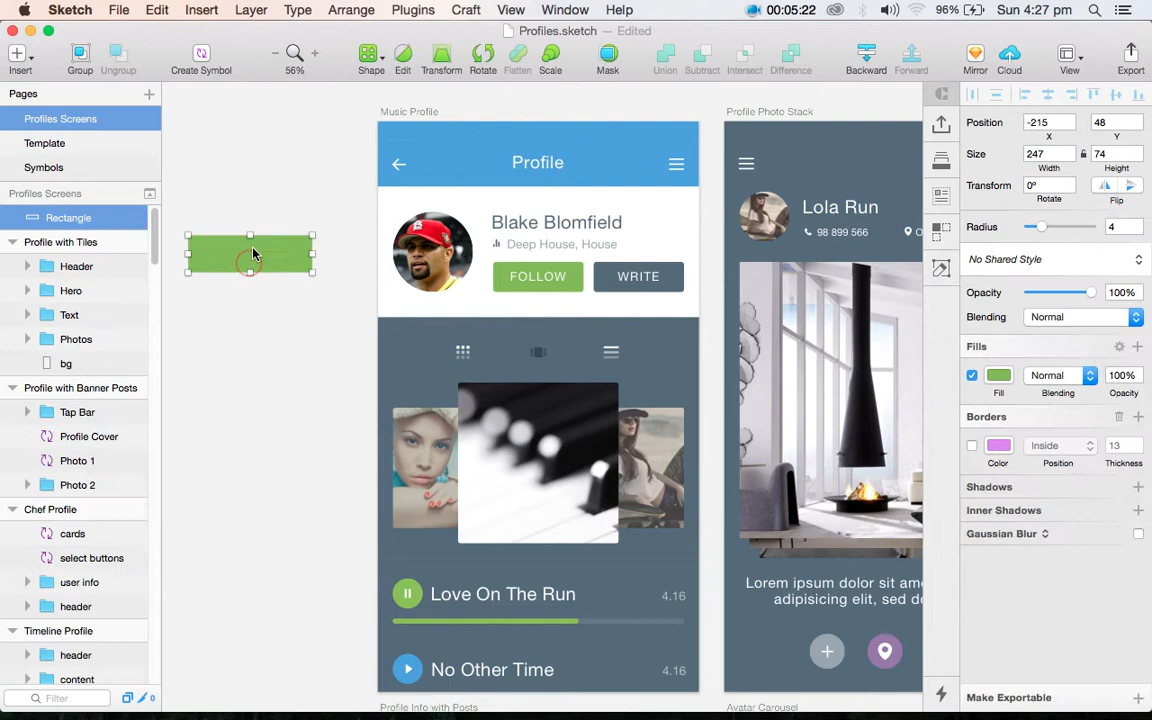 Sketch File Edit Insert Layer Type Arrange Plugins Craft View Window Help 00:05:22 96% Sun 4:27 pm
Profiles.sketch — Edited
Insert Group Ungroup Create Symbol 56% Shape Edit Transform Rotate Flatten Scale Mask Union Subtract Intersect Difference Backward Forward Mirror Cloud View Export
Pages
Profiles Screens
Template
Symbols
Profiles Screens
Rectangle
Profile with Tiles
Header
Hero
Text
Photos
bg
Profile with Banner Posts
Tap Bar
Profile Cover
Photo 1
Photo 2
Chef Profile
cards
select buttons
user info
header
Timeline Profile
header
content
Filter 0
Music Profile
Profile
Blake Blomfield
Deep House, House
FOLLOW WRITE
Love On The Run 4.16
No Other Time 4.16
Profile Info with Posts
Profile Photo Stack
Lola Run
98 899 566
Lorem ipsum dolor sit ame
adipisicing elit, sed do
Avatar Carousel
Position -215 48
X Y
Size 247 74
Width Height
Transform 0º
Rotate Flip
Radius 4
No Shared Style
Opacity 100%
Blending Normal
Fills
Normal 100%
Fill Blending Opacity
Borders
Inside 13
Color Position Thickness
Shadows
Inner Shadows
Gaussian Blur
Make Exportable